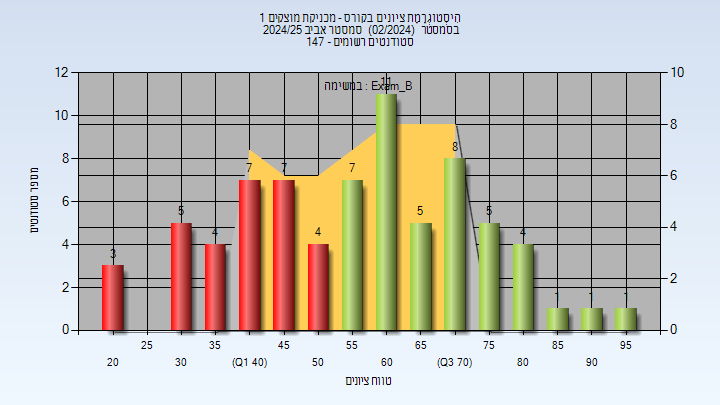 הִיסְטוֹגְרָמַת ציונים בקורס - מכניקת מוצקים 1
בסמסטר (02/2024) סמסטר אביב 2024/25
סטודנטים רשומים - 147
במשימה : Exam_B
12 10 8 6 4 2 0
מספר סטודנטים
10 8 6 4 2 0
3 5 4 7 7 4 7 11 5 8 5 4 1 1 1
25 35 45 55 65 75 85 95
20 30 (Q1 40) 50 60 (Q3 70) 80 90
טווח ציונים